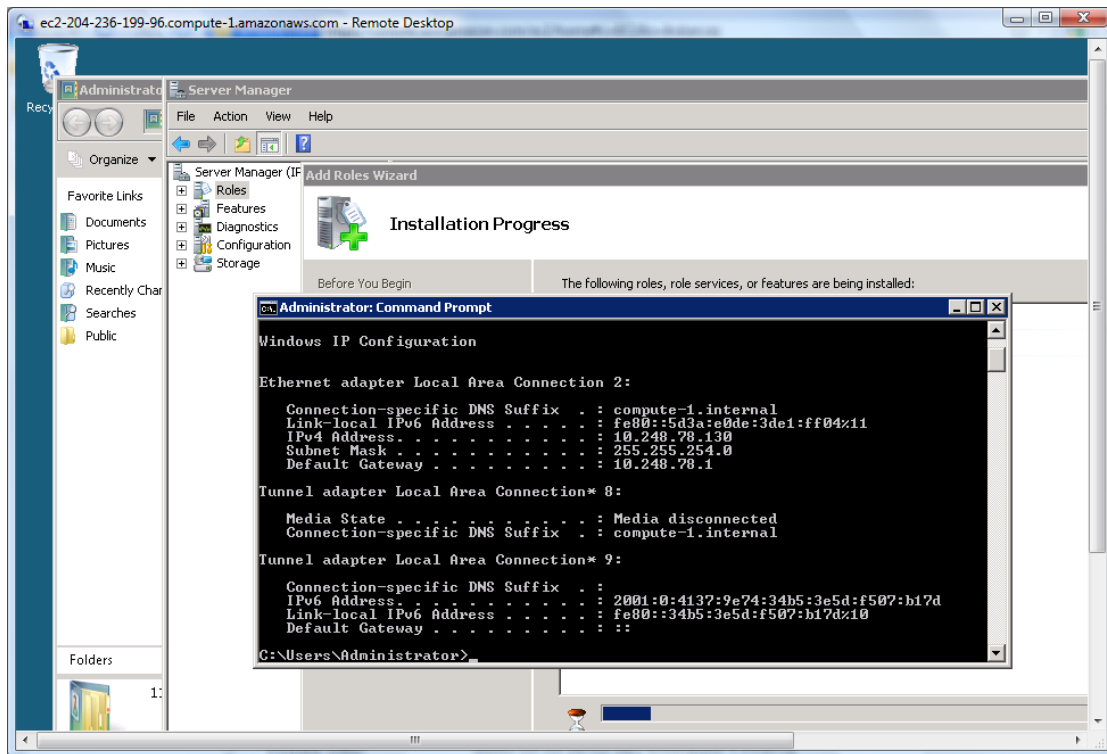 ec2-204-236-199-96.compute-1.amazonaws.com - Remote Desktop
Administrato
Server Manager
File Action View Help
Organize
Server Manager (IF
Roles
Features
Diagnostics
Configuration
Storage
Favorite Links
Documents
Pictures
Music
Recently Char
Searches
Public
Folders
Add Roles Wizard
Installation Progress
Before You Begin
The following roles, role services, or features are being installed:
Administrator: Command Prompt
Windows IP Configuration
Ethernet adapter Local Area Connection 2:
Connection-specific DNS Suffix . : compute-1.internal
Link-local IPv6 Address . . . . . : fe80::5d3a:e0de:3de1:ff04%11
IPv4 Address. . . . . . . . . . . : 10.248.78.130
Subnet Mask . . . . . . . . . . . : 255.255.254.0
Default Gateway . . . . . . . . . : 10.248.78.1
Tunnel adapter Local Area Connection* 8:
Media State . . . . . . . . . . . : Media disconnected
Connection-specific DNS Suffix . : compute-1.internal
Tunnel adapter Local Area Connection* 9:
Connection-specific DNS Suffix . :
IPv6 Address. . . . . . . . . . . : 2001:0:4137:9e74:34b5:3e5d:f507:b17d
Link-local IPv6 Address . . . . . : fe80::34b5:3e5d:f507:b17d%10
Default Gateway . . . . . . . . . : ::
C:\Users\Administrator>_